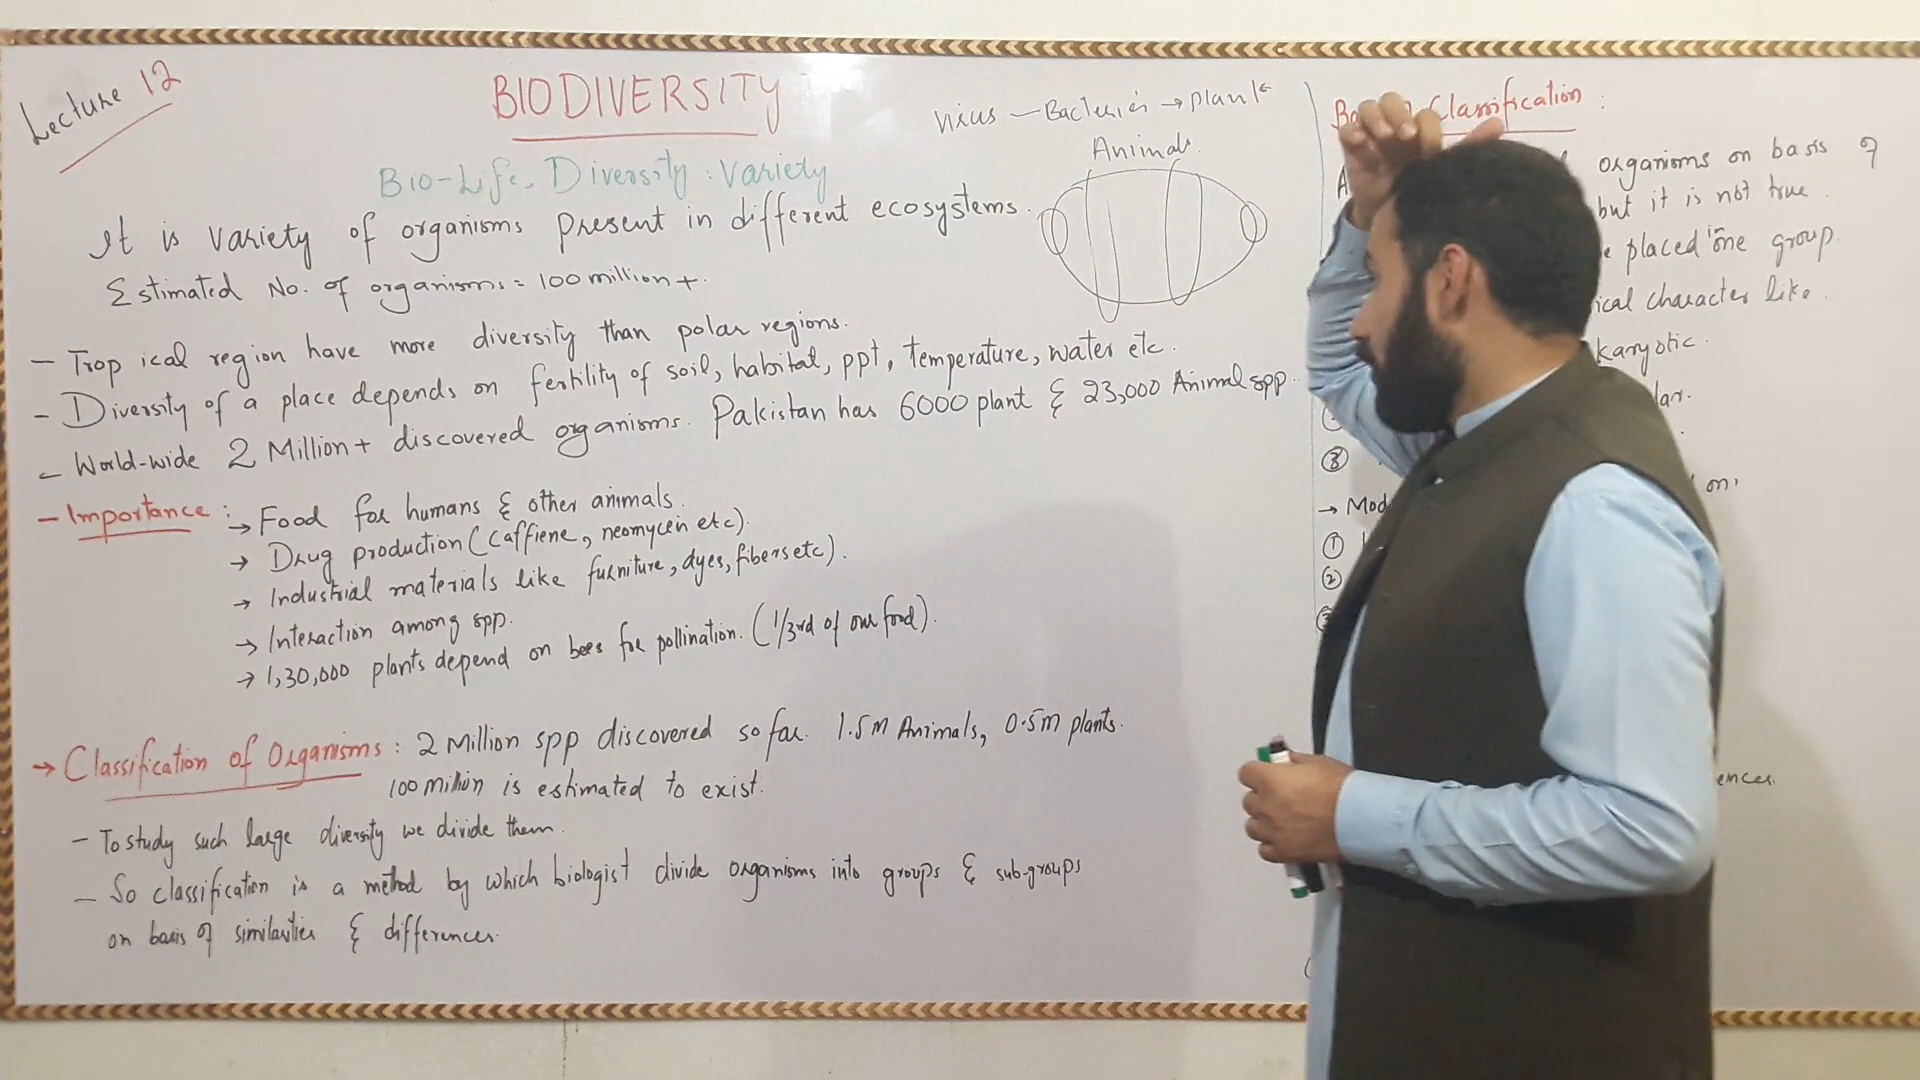 Lecture 12
BIODIVERSITY
Bio-Life. Diversity: Variety
It is variety of organisms present in different ecosystems.
Estimated No. of organisms = 100 million +.
- Tropical region have more diversity than polar regions.
- Diversity of a place depends on fertility of soil, habitat, ppt, temperature, water etc.
- World-wide 2 Million+ discovered organisms. Pakistan has 6000 plant & 23,000 Animal spp.
- Importance : → Food for humans & other animals.
→ Drug production (caffiene, neomycin etc).
→ Industrial materials like furniture, dyes, fibers etc).
→ Interaction among spp.
→ 1,30,000 plants depend on bees for pollination. (1/3rd of our food).
→ Classification of Organisms : 2 Million spp discovered so far. 1.5M Animals, 0.5M plants.
100 million is estimated to exist.
- To study such large diversity we divide them.
- So classification is a method by which biologist divide organisms into groups & sub-groups
on basis of similarities & differences.
Virus — Bacteria → plant
Animals.
Classification :
organisms on basis of
but it is not true.
placed in one group.
character like.
karyotic.
③
→ Mod
①
②
③
on,
ences.